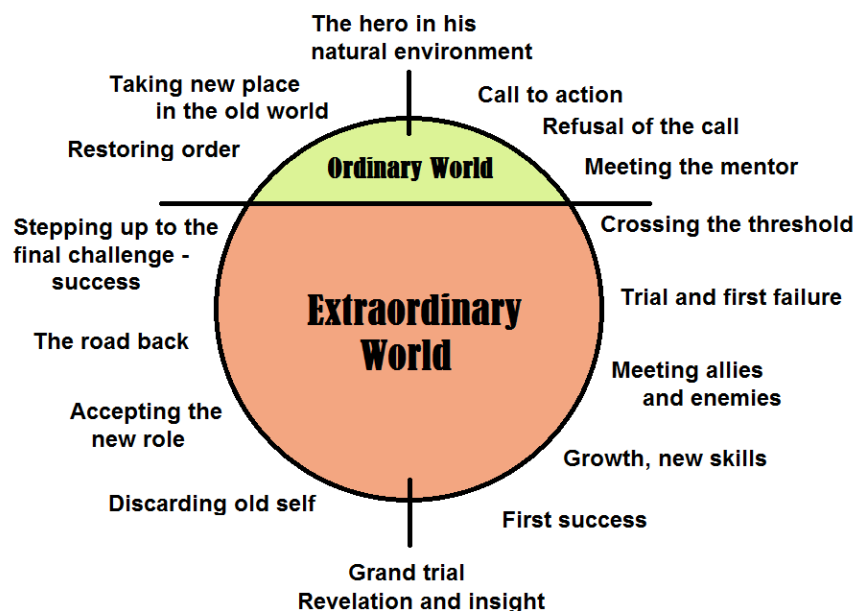 The hero in his
natural environment
Call to action
Refusal of the call
Meeting the mentor
Crossing the threshold
Trial and first failure
Meeting allies
and enemies
Growth, new skills
First success
Grand trial
Revelation and insight
Discarding old self
Accepting the
new role
The road back
Stepping up to the
final challenge -
success
Restoring order
Taking new place
in the old world
Ordinary World
Extraordinary
World